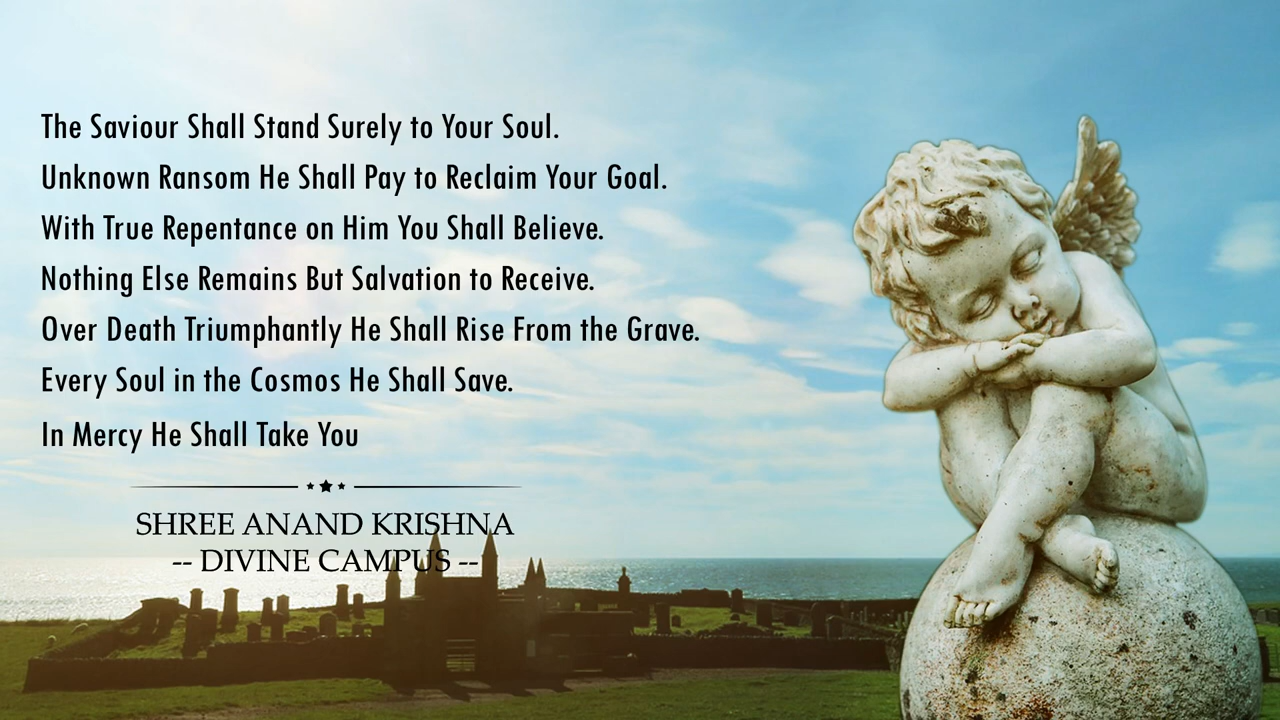 The Saviour Shall Stand Surely to Your Soul.
Unknown Ransom He Shall Pay to Reclaim Your Goal.
With True Repentance on Him You Shall Believe.
Nothing Else Remains But Salvation to Receive.
Over Death Triumphantly He Shall Rise From the Grave.
Every Soul in the Cosmos He Shall Save.
In Mercy He Shall Take You
SHREE ANAND KRISHNA
-- DIVINE CAMPUS --